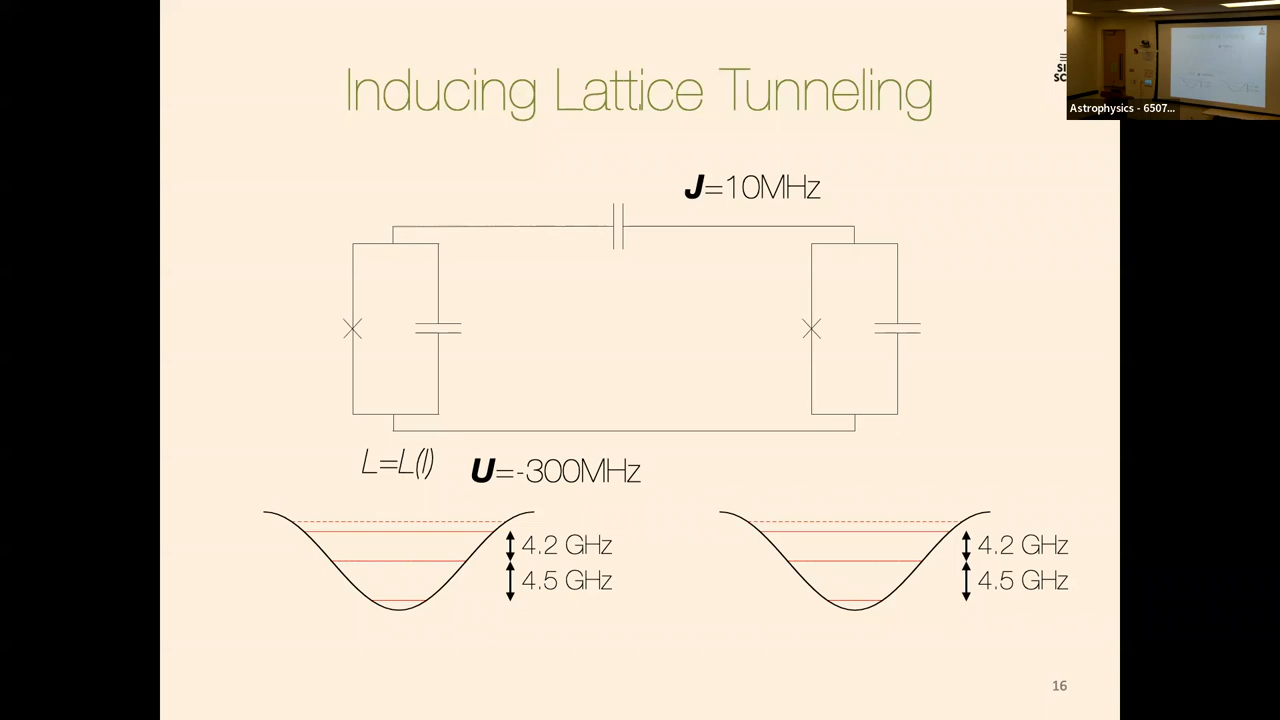 Inducing Lattice Tunneling
J=10MHz
L=L(I)
U=-300MHz
4.2 GHz
4.5 GHz
4.2 GHz
4.5 GHz
16
Astrophysics - 6507...